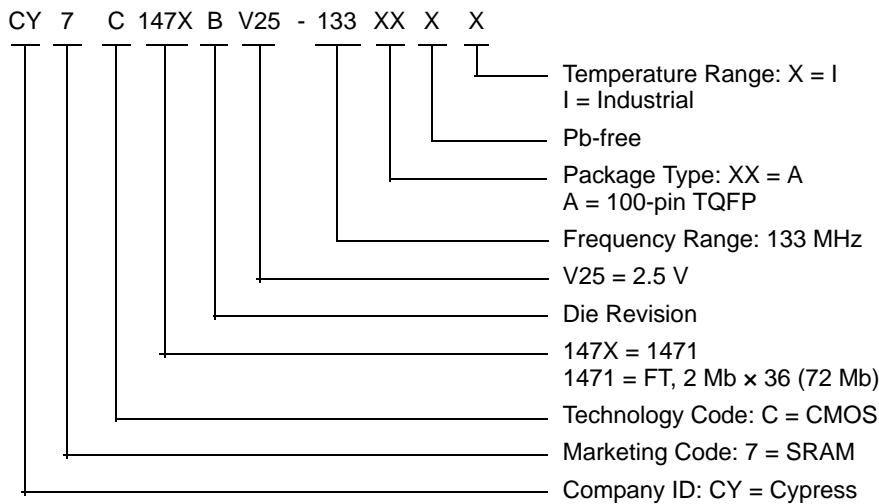 CY 7 C 147X B V25 - 133 XX X X
Temperature Range: X = I
I = Industrial
Pb-free
Package Type: XX = A
A = 100-pin TQFP
Frequency Range: 133 MHz
V25 = 2.5 V
Die Revision
147X = 1471
1471 = FT, 2 Mb × 36 (72 Mb)
Technology Code: C = CMOS
Marketing Code: 7 = SRAM
Company ID: CY = Cypress